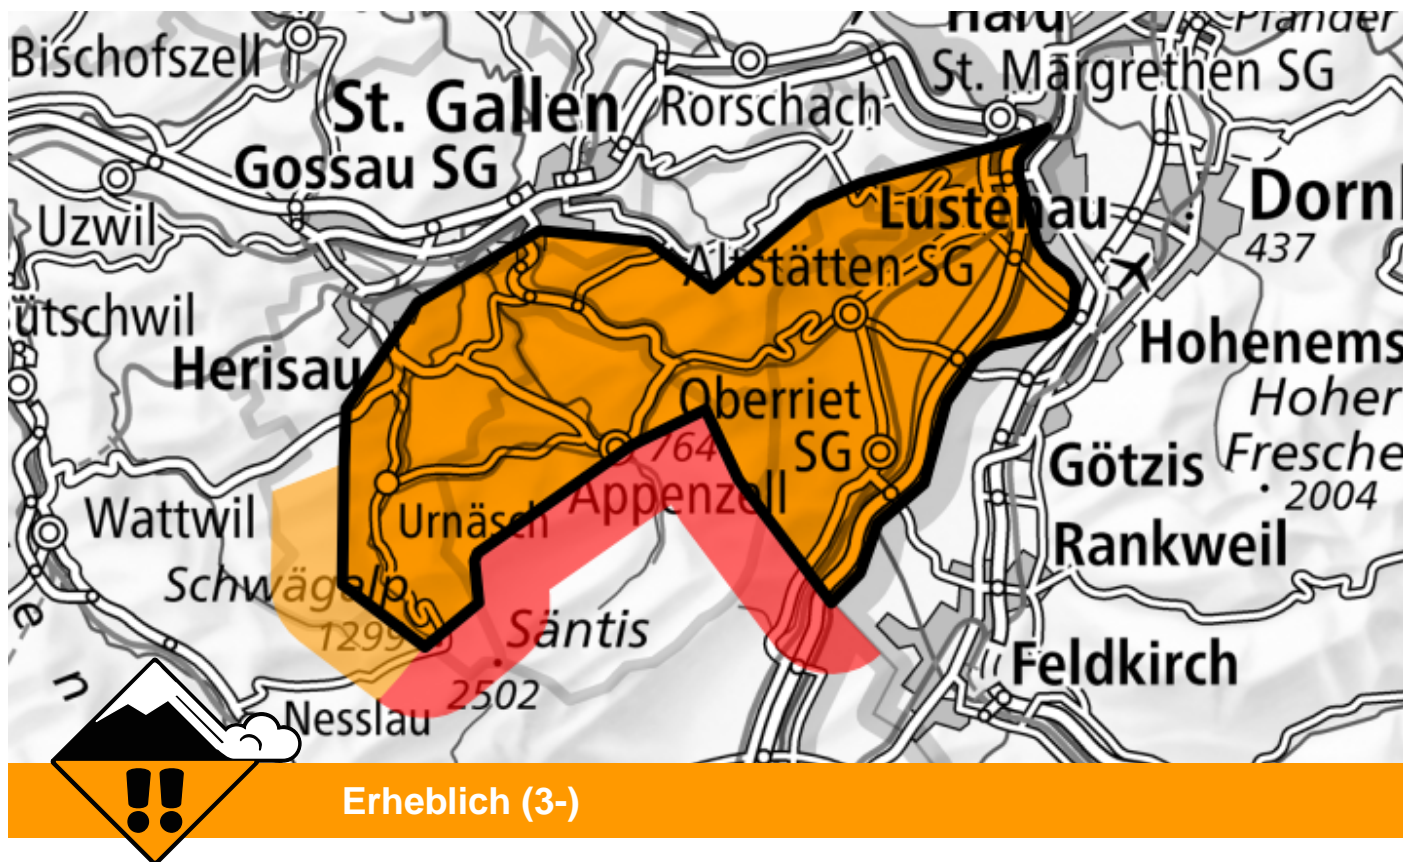 Hard
Pfänder
Bischofszell
St. Margrethen SG
St. Gallen
Rorschach
Gossau SG
Lustenau
Dorn
Uzwil
437
Altstätten SG
ütschwil
Herisau
Hohenems
Oberriet
SG
Hoher
764
Fresche
Götzis
2004
Appenzell
Wattwil
Urnäsch
Rankweil
Schwägalp
1299
Säntis
Feldkirch
e
n
2502
Nesslau
Erheblich (3-)